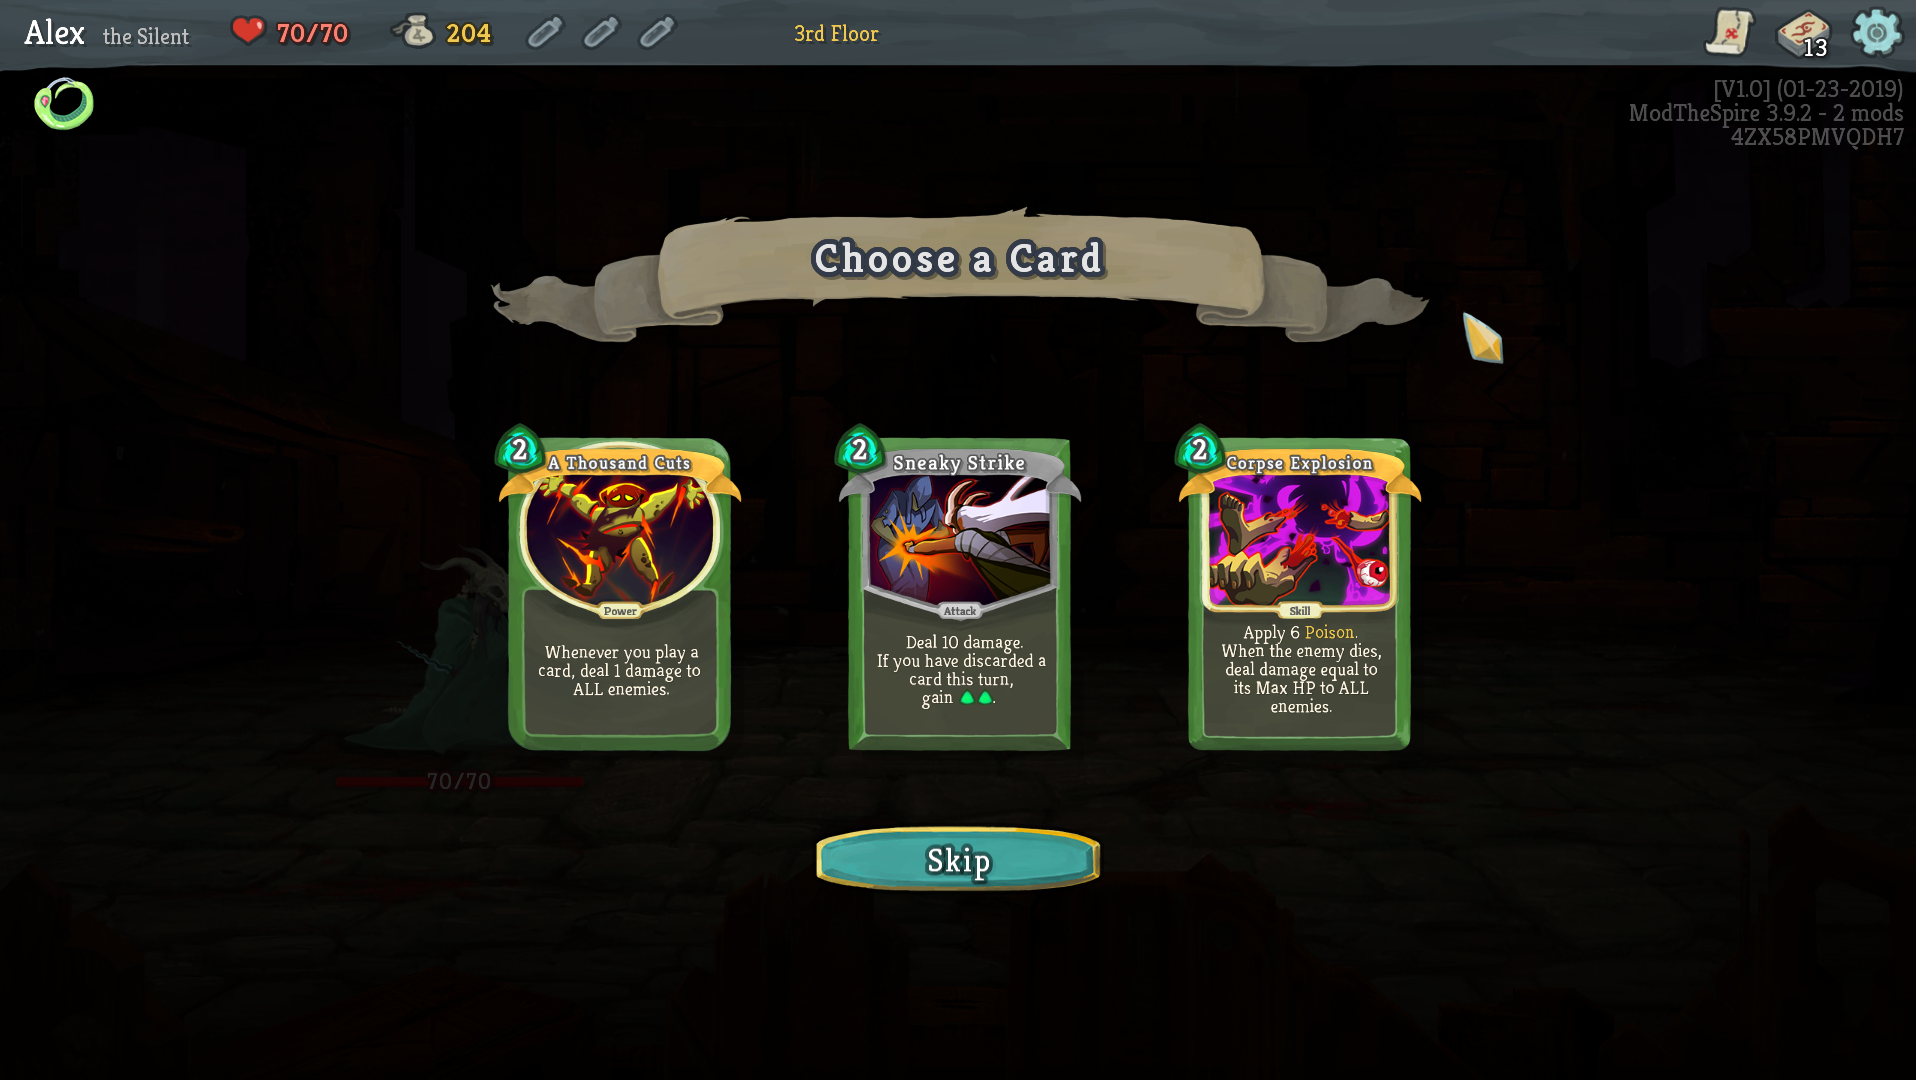 Alex the Silent 70/70 204 3rd Floor 13
[V1.0] (01-23-2019)
ModTheSpire 3.9.2 - 2 mods
4ZX58PMVQDH7
Choose a Card
2 A Thousand Cuts
Power
Whenever you play a
card, deal 1 damage to
ALL enemies.
2 Sneaky Strike
Attack
Deal 10 damage.
If you have discarded a
card this turn,
gain .
2 Corpse Explosion
Skill
Apply 6 Poison.
When the enemy dies,
deal damage equal to
its Max HP to ALL
enemies.
70/70
Skip